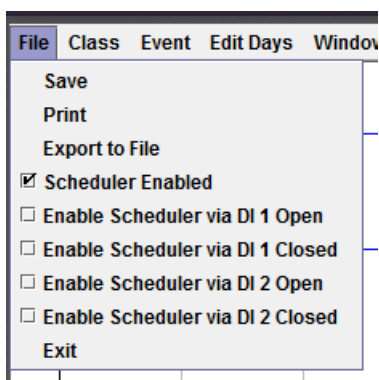 File Class Event Edit Days Window
Save
Print
Export to File
Scheduler Enabled
Enable Scheduler via DI 1 Open
Enable Scheduler via DI 1 Closed
Enable Scheduler via DI 2 Open
Enable Scheduler via DI 2 Closed
Exit